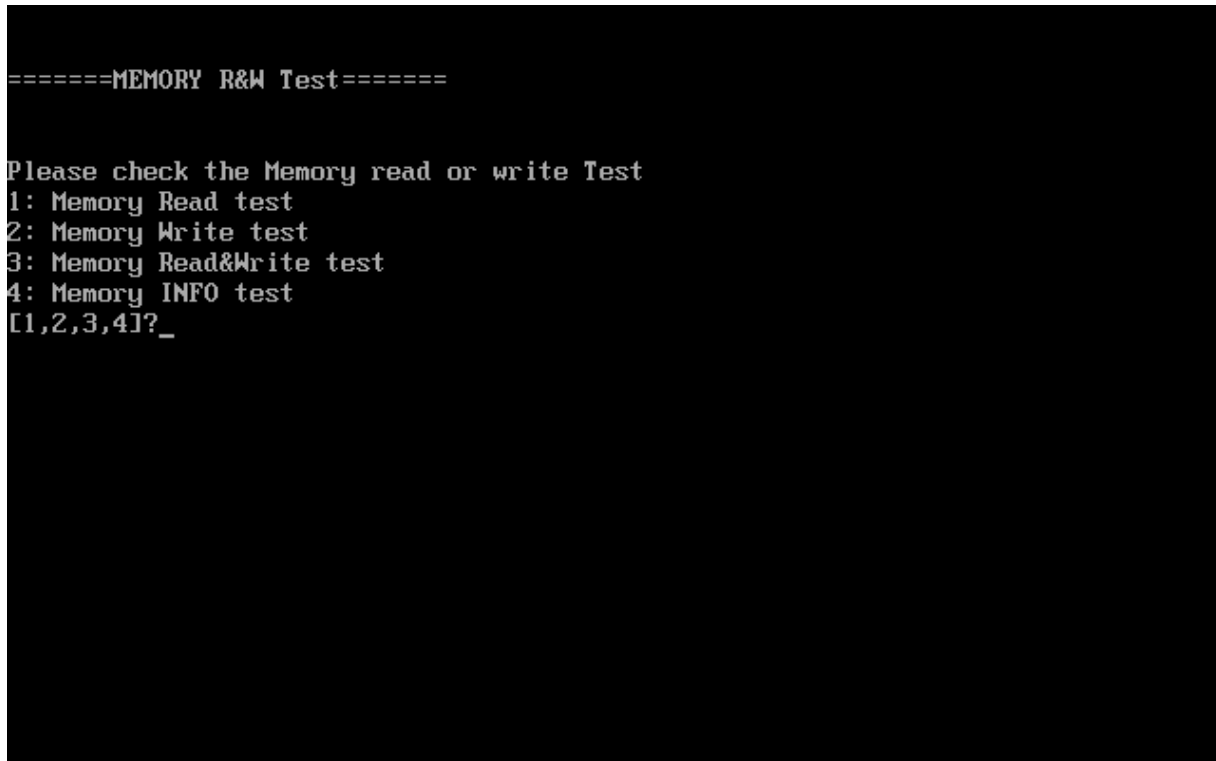 =======MEMORY R&W Test=======
Please check the Memory read or write Test
1: Memory Read test
2: Memory Write test
3: Memory Read&Write test
4: Memory INFO test
[1,2,3,4]?_